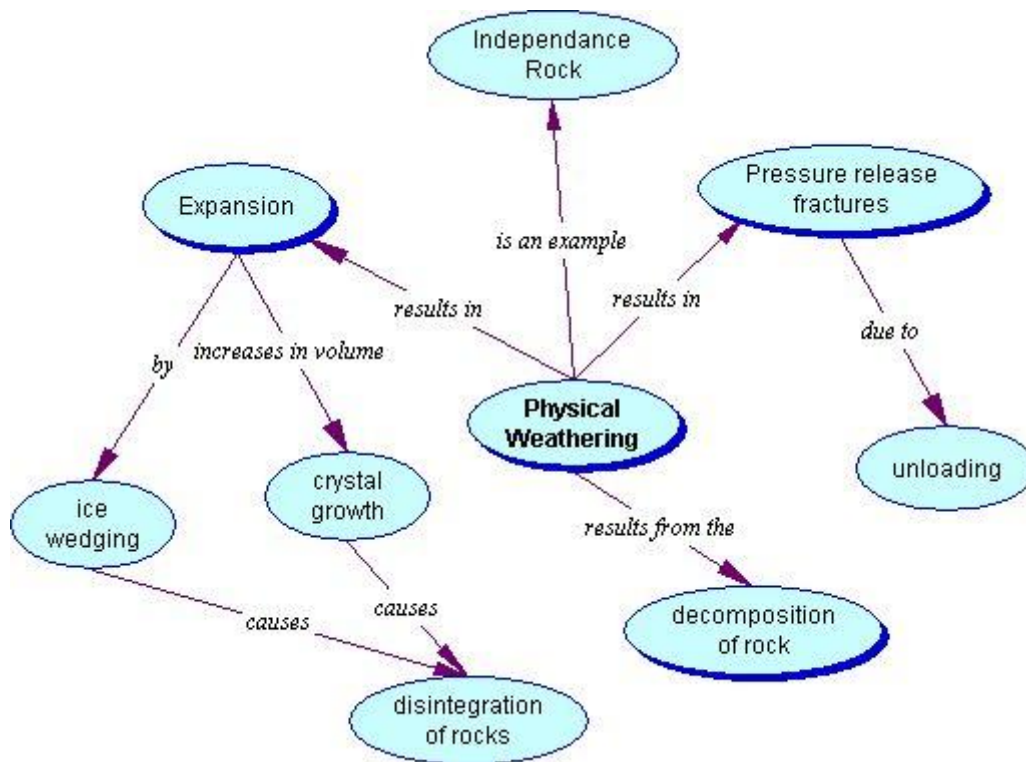 Independance
Rock
Expansion
Pressure release
fractures
is an example
results in
results in
by
increases in volume
due to
Physical
Weathering
ice
wedging
crystal
growth
unloading
results from the
causes
causes
decomposition
of rock
disintegration
of rocks